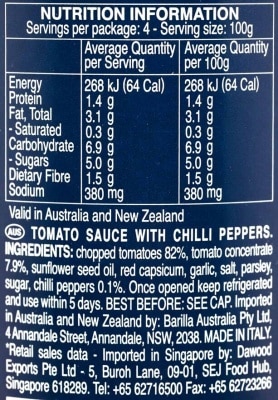 NUTRITION INFORMATION
Servings per package: 4 - Serving size: 100g
Average Quantity per Serving Average Quantity per 100g
Energy 268 kJ (64 Cal) 268 kJ (64 Cal)
Protein 1.4 g 1.4 g
Fat, Total 3.1 g 3.1 g
- Saturated 0.3 g 0.3 g
Carbohydrate 6.9 g 6.9 g
- Sugars 5.0 g 5.0 g
Dietary Fibre 1.5 g 1.5 g
Sodium 380 mg 380 mg
Valid in Australia and New Zealand
AUS TOMATO SAUCE WITH CHILLI PEPPERS.
INGREDIENTS: chopped tomatoes 82%, tomato concentrate
7.9%, sunflower seed oil, red capsicum, garlic, salt, parsley,
sugar, chilli peppers 0.1%. Once opened keep refrigerated
and use within 5 days. BEST BEFORE: SEE CAP. Imported
in Australia and New Zealand by: Barilla Australia Pty Ltd,
4 Annandale Street, Annandale, NSW, 2038. MADE IN ITALY.
*Retail sales data - Imported in Singapore by: Dawood
Exports Pte Ltd - 5, Buroh Lane, 09-01, SEJ Food Hub,
Singapore 618289. Tel: +65 62716500 Fax: +65 62723266